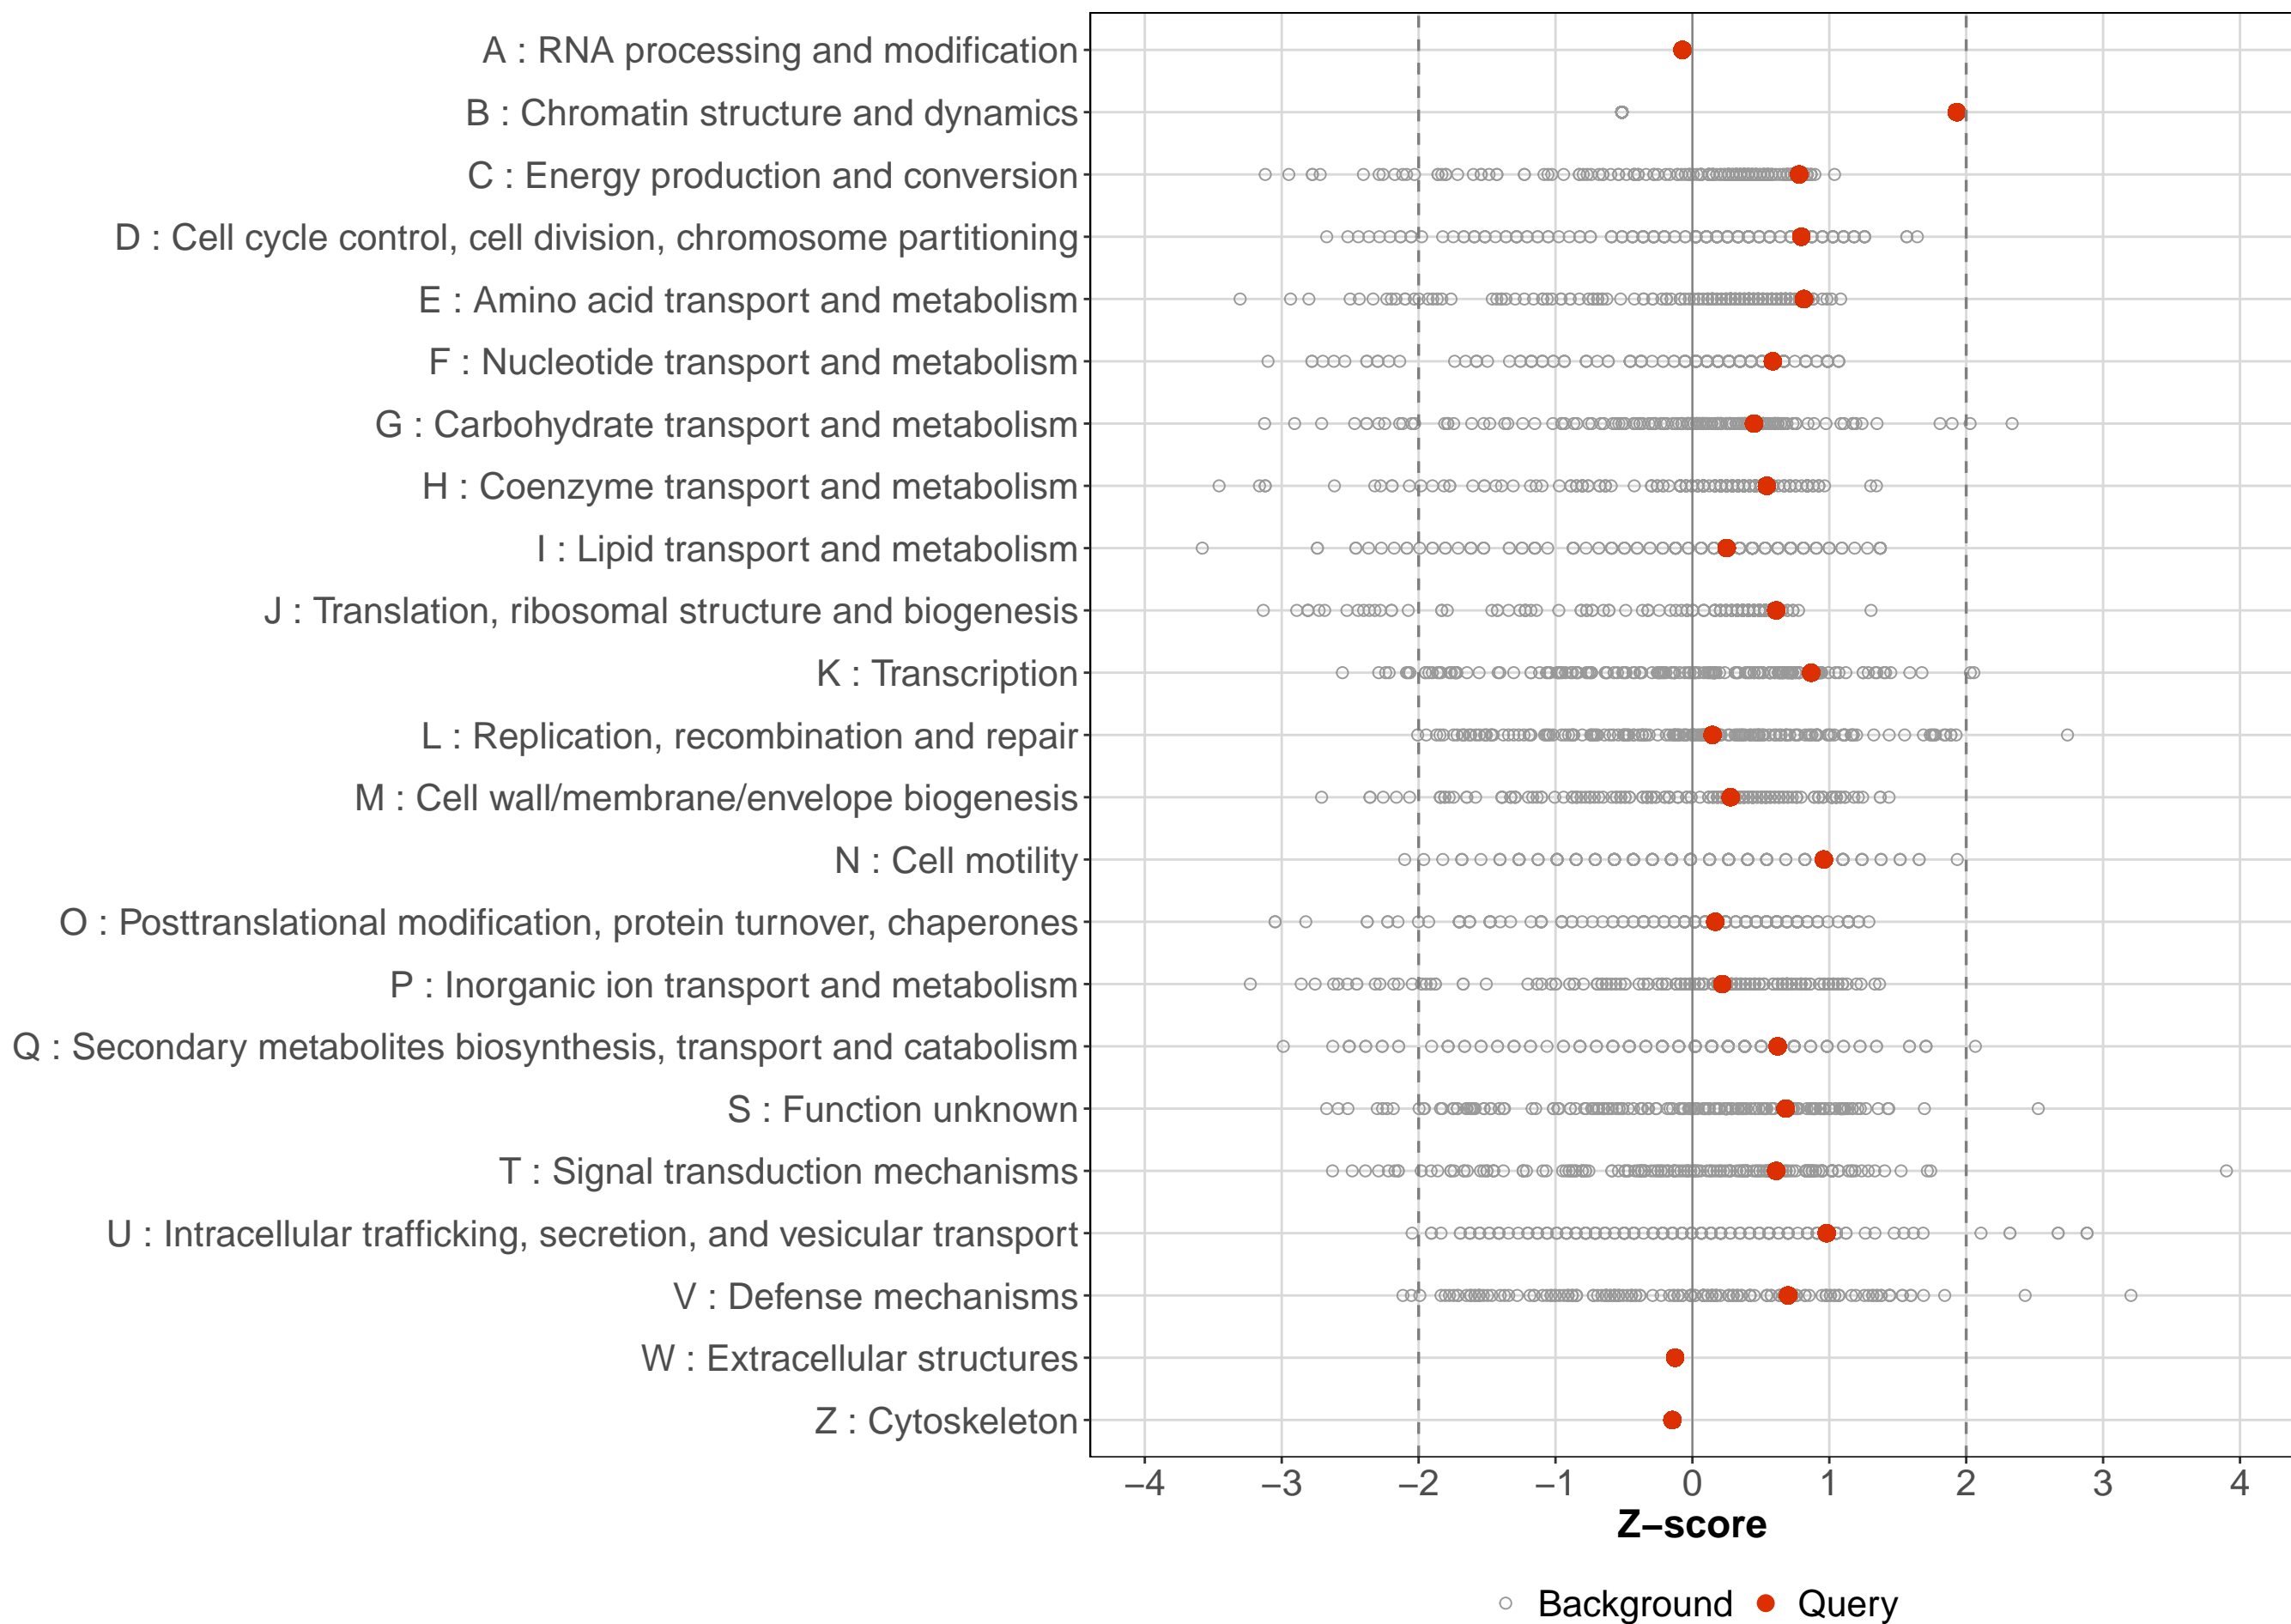 A : RNA processing and modification
B : Chromatin structure and dynamics
C : Energy production and conversion
D : Cell cycle control, cell division, chromosome partitioning
E : Amino acid transport and metabolism
F : Nucleotide transport and metabolism
G : Carbohydrate transport and metabolism
H : Coenzyme transport and metabolism
I : Lipid transport and metabolism
J : Translation, ribosomal structure and biogenesis
K : Transcription
L : Replication, recombination and repair
M : Cell wall/membrane/envelope biogenesis
N : Cell motility
O : Posttranslational modification, protein turnover, chaperones
P : Inorganic ion transport and metabolism
Q : Secondary metabolites biosynthesis, transport and catabolism
S : Function unknown
T : Signal transduction mechanisms
U : Intracellular trafficking, secretion, and vesicular transport
V : Defense mechanisms
W : Extracellular structures
Z : Cytoskeleton
−4 −3 −2 −1 0 1 2 3 4
Z−score
Background Query